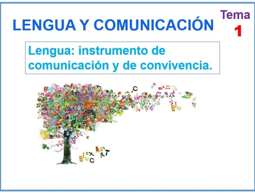 Tema
LENGUA Y COMUNICACIÓN
1
Lengua: instrumento de
comunicación y de convivencia.